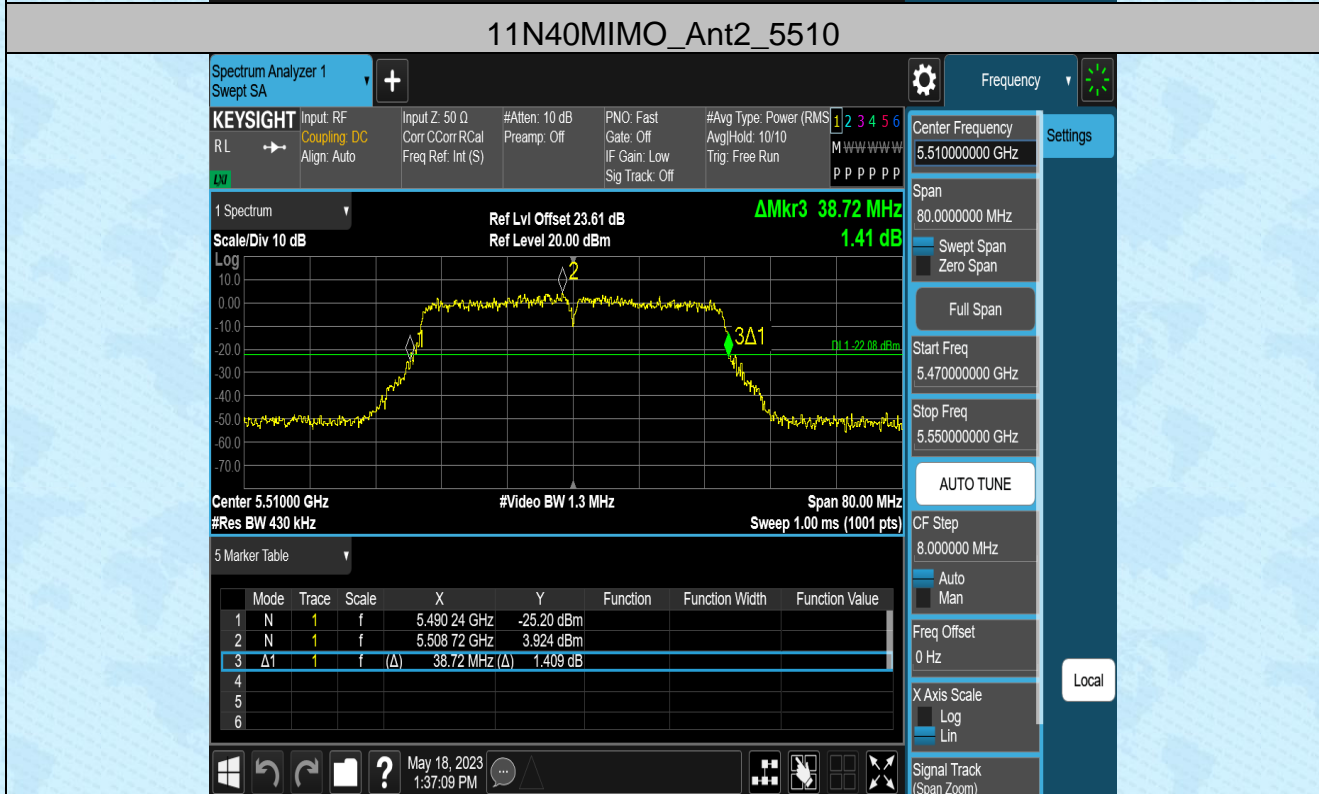 11N40MIMO_Ant2_5510
Spectrum Analyzer 1
Swept SA
Frequency
KEYSIGHT
RL
LXI
Input: RF
Coupling: DC
Align: Auto
Input Z: 50 Ω
Corr CCorr RCal
Freq Ref: Int (S)
#Atten: 10 dB
Preamp: Off
PNO: Fast
Gate: Off
IF Gain: Low
Sig Track: Off
#Avg Type: Power (RMS
Avg|Hold: 10/10
Trig: Free Run
1 2 3 4 5 6
M W W W W W
P P P P P P
Center Frequency
5.510000000 GHz
Settings
Span
80.0000000 MHz
Swept Span
Zero Span
Full Span
Start Freq
5.470000000 GHz
Stop Freq
5.550000000 GHz
AUTO TUNE
CF Step
8.000000 MHz
Auto
Man
Freq Offset
0 Hz
X Axis Scale
Log
Lin
Signal Track
(Span Zoom)
Local
1 Spectrum
Ref Lvl Offset 23.61 dB
ΔMkr3 38.72 MHz
Scale/Div 10 dB
Ref Level 20.00 dBm
1.41 dB
Log
10.0
0.00
-10.0
-20.0
-30.0
-40.0
-50.0
-60.0
-70.0
2
1
3Δ1
DL1 -22.08 dBm
Center 5.51000 GHz
#Video BW 1.3 MHz
Span 80.00 MHz
#Res BW 430 kHz
Sweep 1.00 ms (1001 pts)
5 Marker Table
Mode Trace Scale X Y Function Function Width Function Value
1 N 1 f 5.490 24 GHz -25.20 dBm
2 N 1 f 5.508 72 GHz 3.924 dBm
3 Δ1 1 f (Δ) 38.72 MHz (Δ) 1.409 dB
4
5
6
?
May 18, 2023
1:37:09 PM